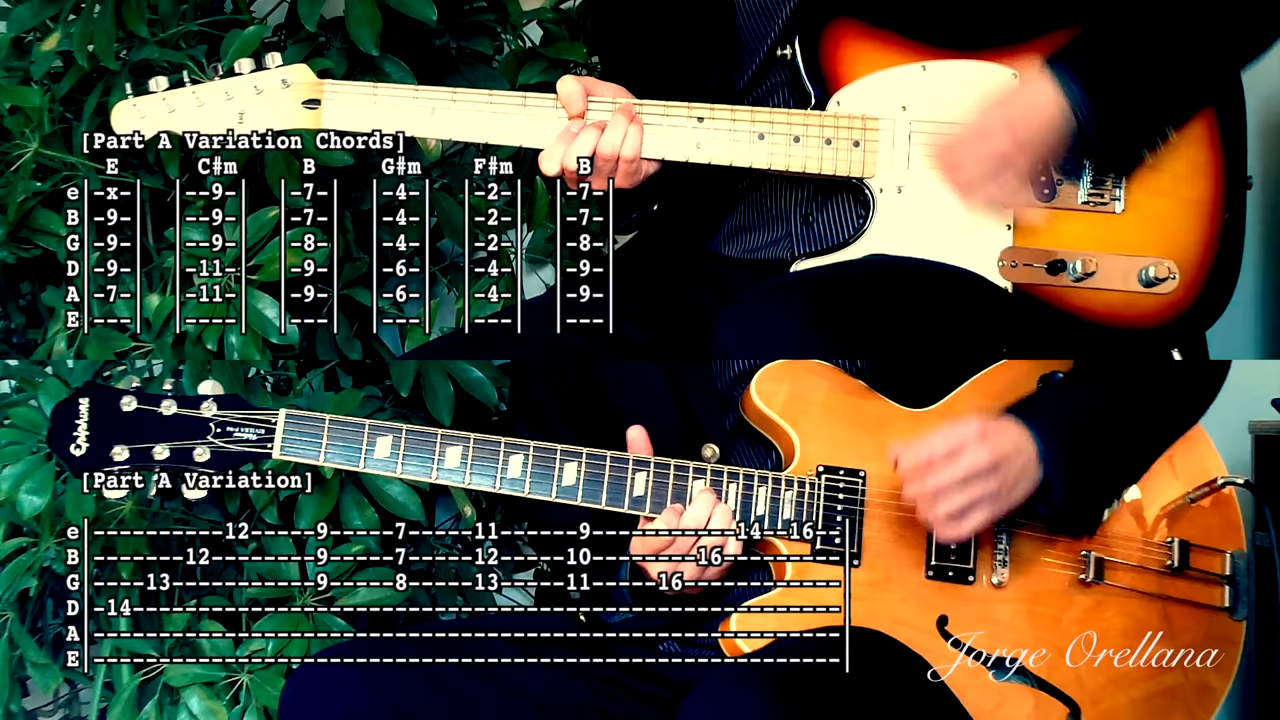 [Part A Variation Chords]
E C#m B G#m F#m B
e|-x-| |--9-| |-7-| |-4-| |-2-| |-7-|
B|-9-| |--9-| |-7-| |-4-| |-2-| |-7-|
G|-9-| |--9-| |-8-| |-4-| |-2-| |-8-|
D|-9-| |-11-| |-9-| |-6-| |-4-| |-9-|
A|-7-| |-11-| |-9-| |-6-| |-4-| |-9-|
E|---| |----| |---| |---| |---| |---|
Epiphone
[Part A Variation]
e|----------12-----9-----7-----11------9-----------14--16--|
B|-------12--------9-----7-----12-----10--------16---------|
G|----13-----------9-----8-----13-----11-----16------------|
D|-14------------------------------------------------------|
A|---------------------------------------------------------|
E|---------------------------------------------------------|
Jorge Orellana